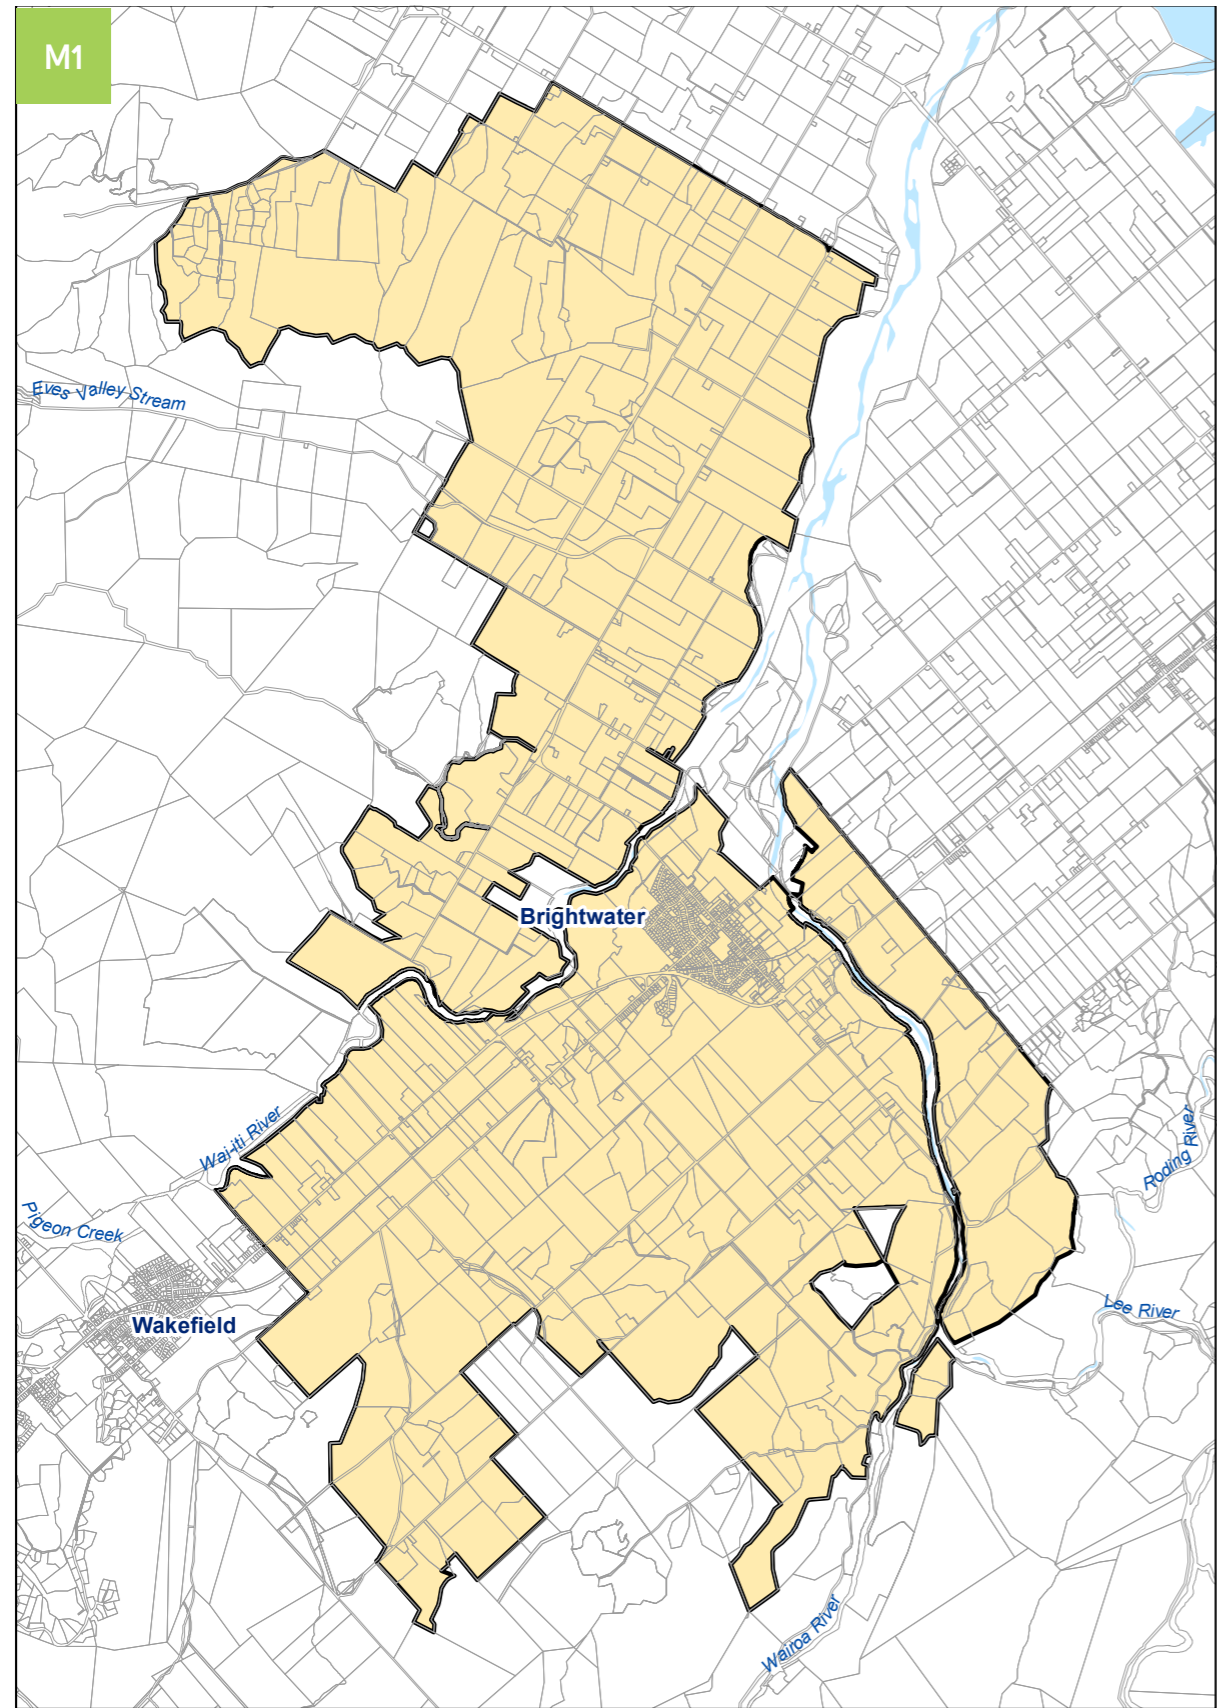 M1
Eves Valley Stream
Brightwater
Wai-iti River
Roding River
Pigeon Creek
Lee River
Wakefield
Wairoa River